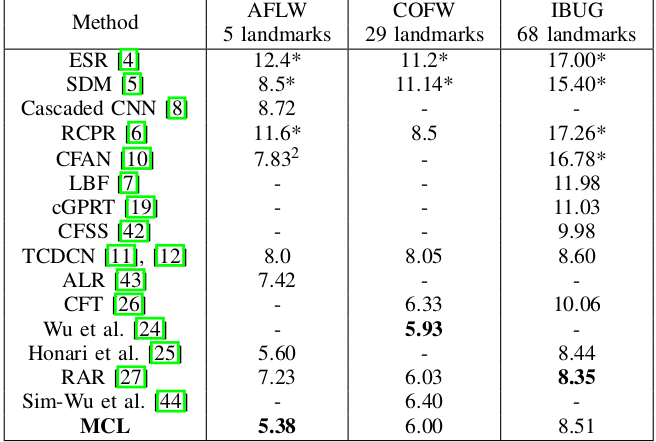 Method AFLW COFW IBUG
5 landmarks 29 landmarks 68 landmarks
ESR [4] 12.4* 11.2* 17.00*
SDM [5] 8.5* 11.14* 15.40*
Cascaded CNN [8] 8.72 - -
RCPR [6] 11.6* 8.5 17.26*
CFAN [10] 7.83² - 16.78*
LBF [7] - - 11.98
cGPRT [19] - - 11.03
CFSS [42] - - 9.98
TCDCN [11], [12] 8.0 8.05 8.60
ALR [43] 7.42 - -
CFT [26] - 6.33 10.06
Wu et al. [24] - 5.93 -
Honari et al. [25] 5.60 - 8.44
RAR [27] 7.23 6.03 8.35
Sim-Wu et al. [44] - 6.40 -
MCL 5.38 6.00 8.51